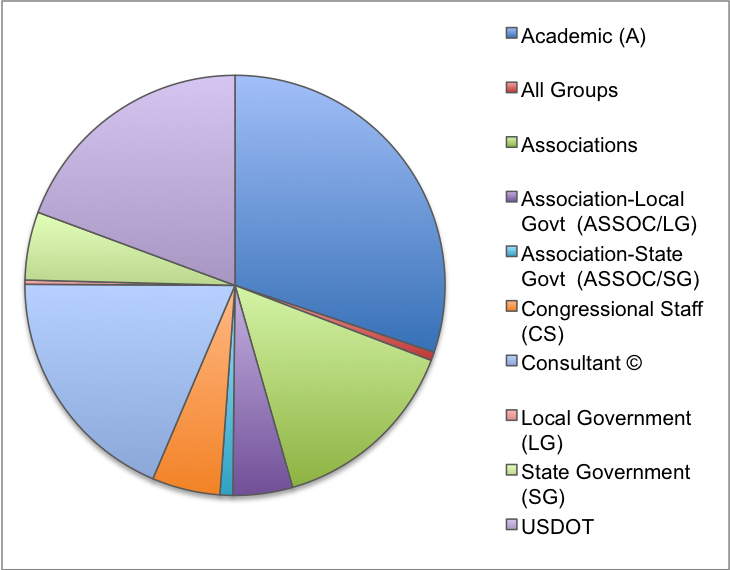 Academic (A)
All Groups
Associations
Association-Local
Govt  (ASSOC/LG)
Association-State
Govt  (ASSOC/SG)
Congressional Staff
(CS)
Consultant ©
Local Government
(LG)
State Government
(SG)
USDOT